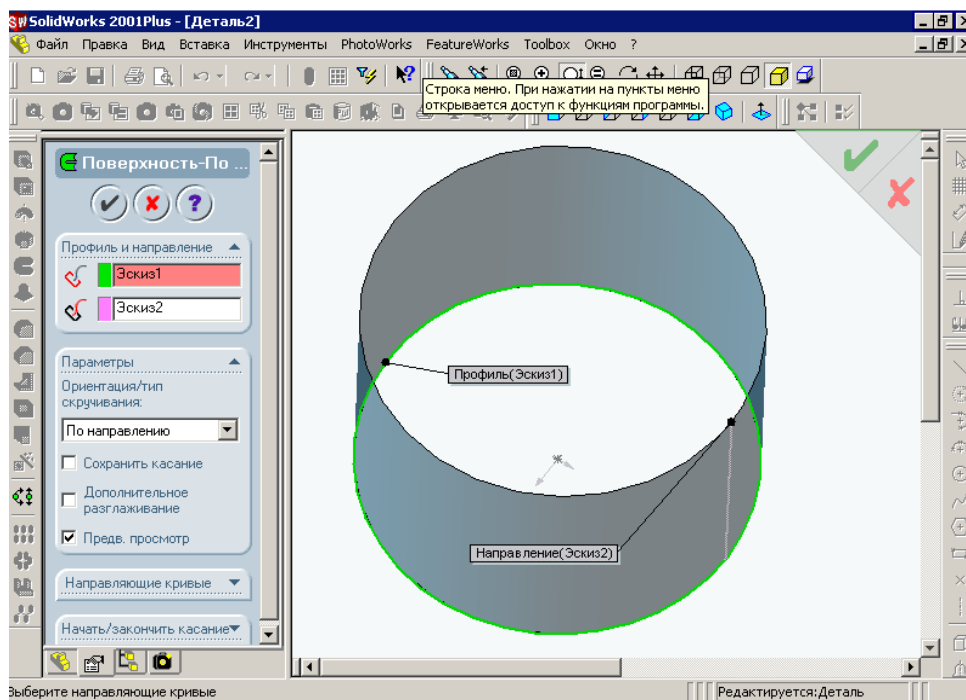 SolidWorks 2001Plus - [Деталь2]
Файл Правка Вид Вставка Инструменты PhotoWorks FeatureWorks Toolbox Окно ?
Строка меню. При нажатии на пункты меню
открывается доступ к функциям программы.
Поверхность-По ...
Профиль и направление
Эскиз1
Эскиз2
Параметры
Ориентация/тип
скручивания:
По направлению
Сохранить касание
Дополнительное
разглаживание
Предв. просмотр
Направляющие кривые
Начать/закончить касание
Профиль(Эскиз1)
Направление(Эскиз2)
Выберите направляющие кривые
Редактируется:Деталь